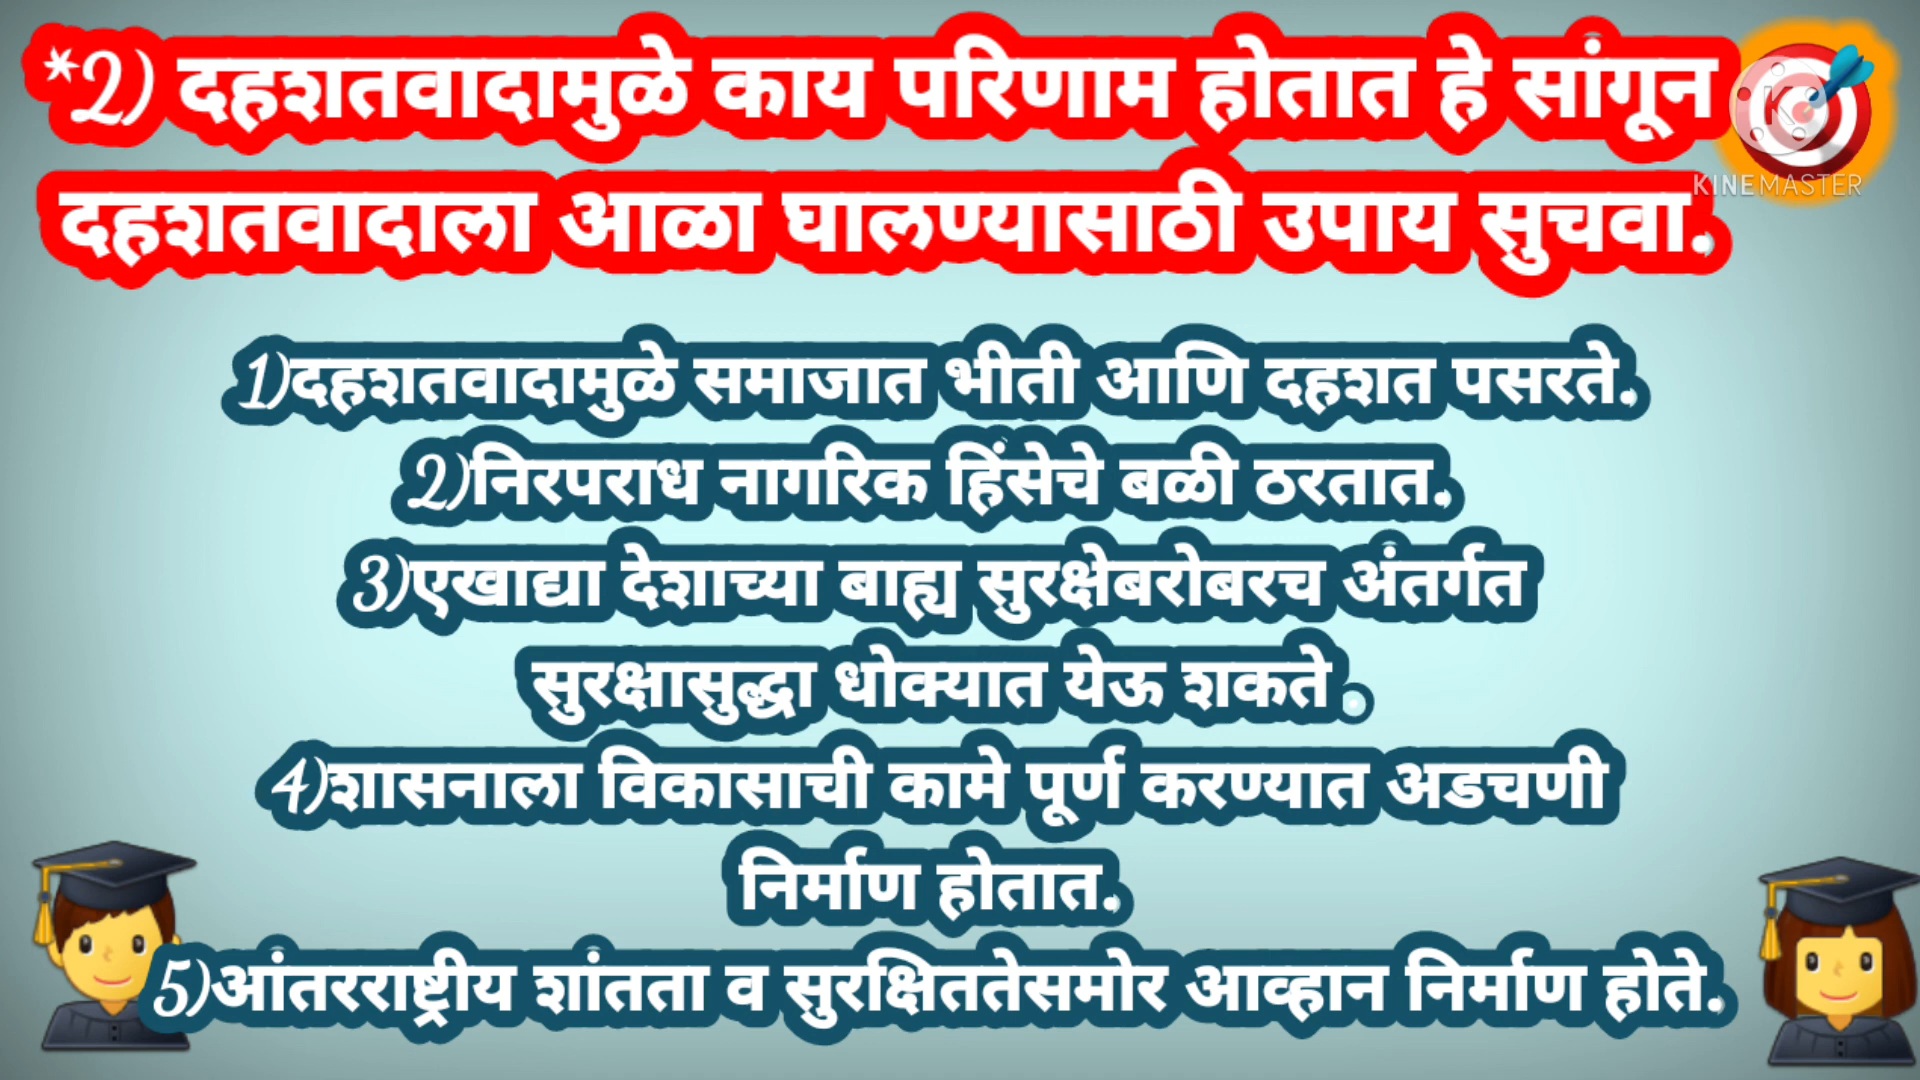 *2) दहशतवादामुळे काय परिणाम होतात हे सांगून
दहशतवादाला आळा घालण्यासाठी उपाय सुचवा.
KINEMASTER
1)दहशतवादामुळे समाजात भीती आणि दहशत पसरते.
2)निरपराध नागरिक हिंसेचे बळी ठरतात.
3)एखाद्या देशाच्या बाह्य सुरक्षेबरोबरच अंतर्गत
सुरक्षासुद्धा धोक्यात येऊ शकते .
4)शासनाला विकासाची कामे पूर्ण करण्यात अडचणी
निर्माण होतात.
5)आंतरराष्ट्रीय शांतता व सुरक्षिततेसमोर आव्हान निर्माण होते.